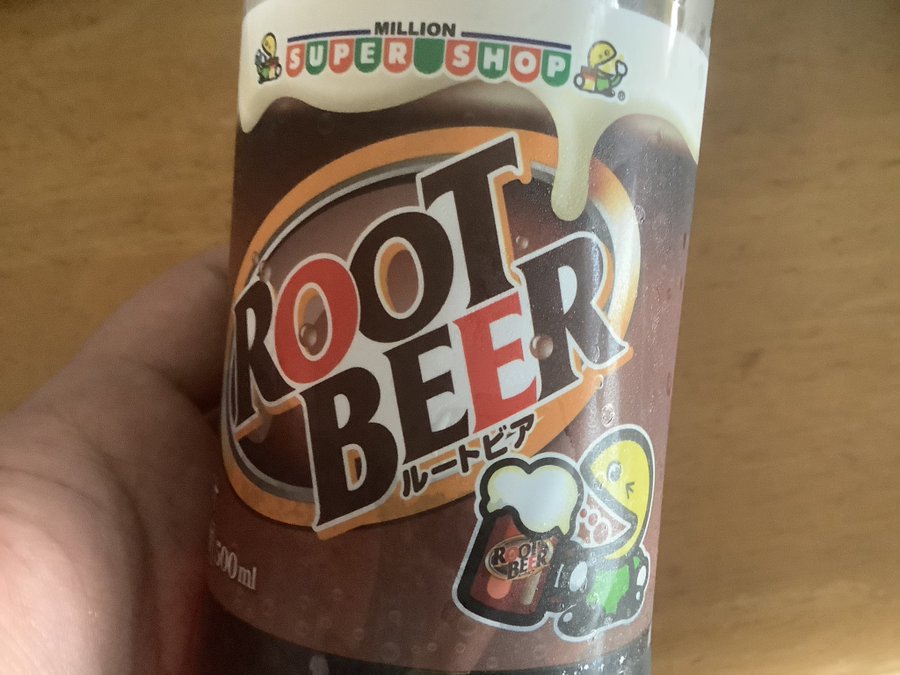 MILLION
SUPER SHOP
®
ROOT
BEER
ルートビア
ROOT
BEER
500ml